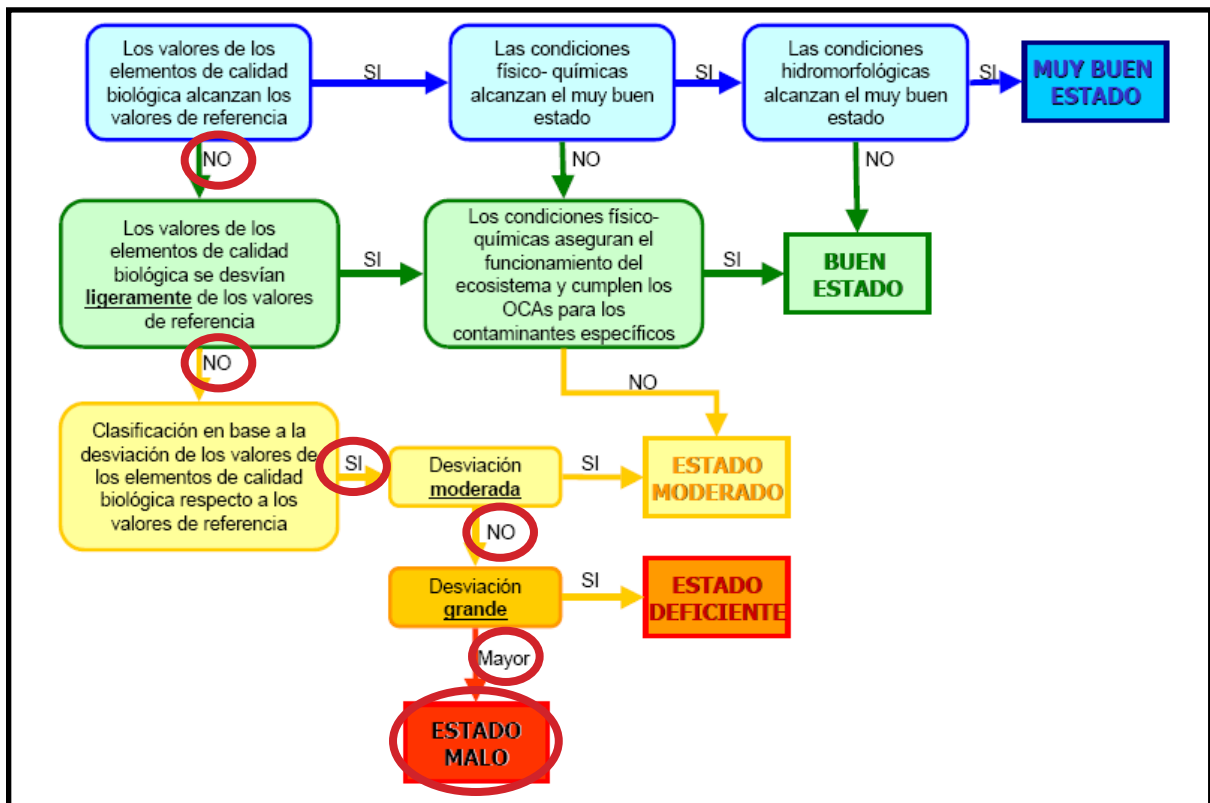 Los valores de los
elementos de calidad
biológica alcanzan los
valores de referencia
SI
Las condiciones
físico- químicas
alcanzan el muy buen
estado
SI
Las condiciones
hidromorfológicas
alcanzan el muy buen
estado
SI
MUY BUEN
ESTADO
NO
NO
NO
Los valores de los
elementos de calidad
biológica se desvían
ligeramente de los valores
de referencia
SI
Los condiciones físico-
químicas aseguran el
funcionamiento del
ecosistema y cumplen los
OCAs para los
contaminantes específicos
SI
BUEN
ESTADO
NO
NO
Clasificación en base a la
desviación de los valores de
los elementos de calidad
biológica respecto a los
valores de referencia
SI
Desviación
moderada
SI
ESTADO
MODERADO
NO
Desviación
grande
SI
ESTADO
DEFICIENTE
Mayor
ESTADO
MALO